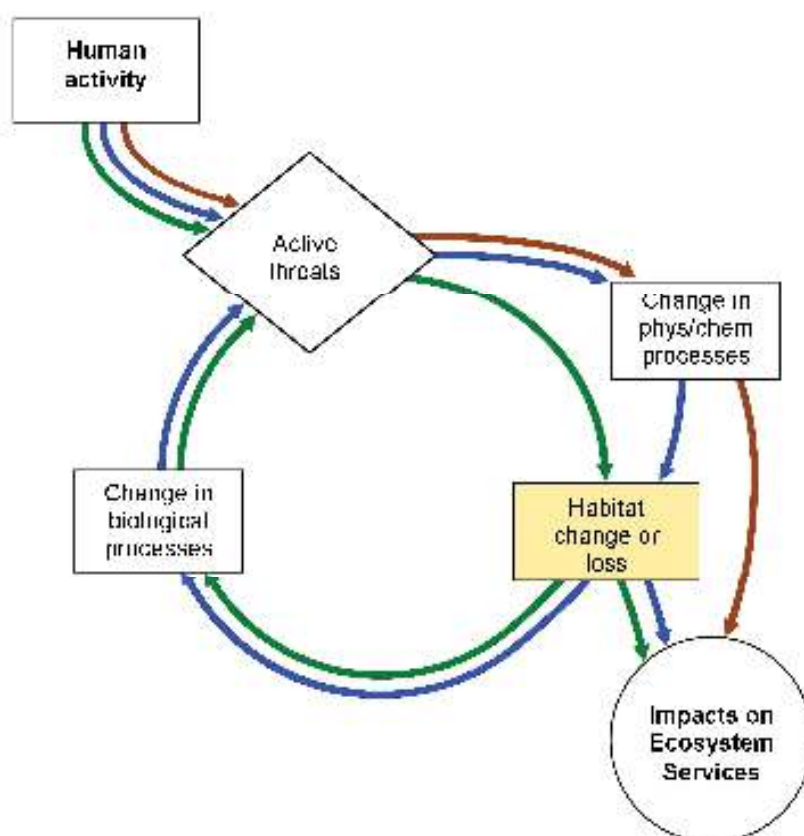 Human
activity
Active
threats
Change in
phys/chem
processes
Change in
biological
processes
Habitat
change or
loss
Impacts on
Ecosystem
Services